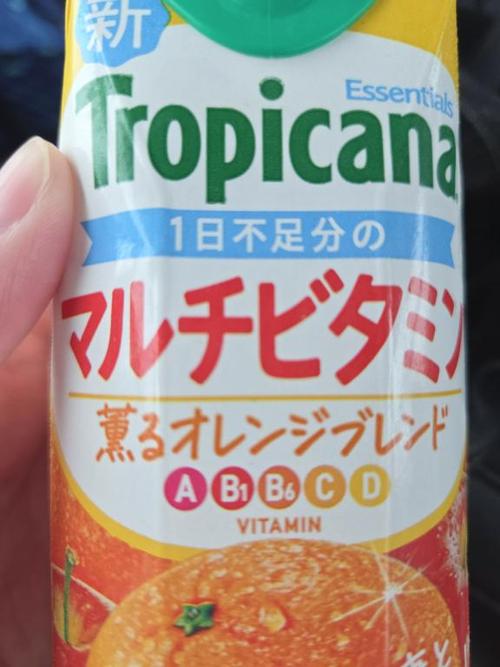 新
Essentials
Tropicana
1日不足分の
マルチビタミン
薫るオレンジブレンド
A B1 B6 C D
VITAMIN